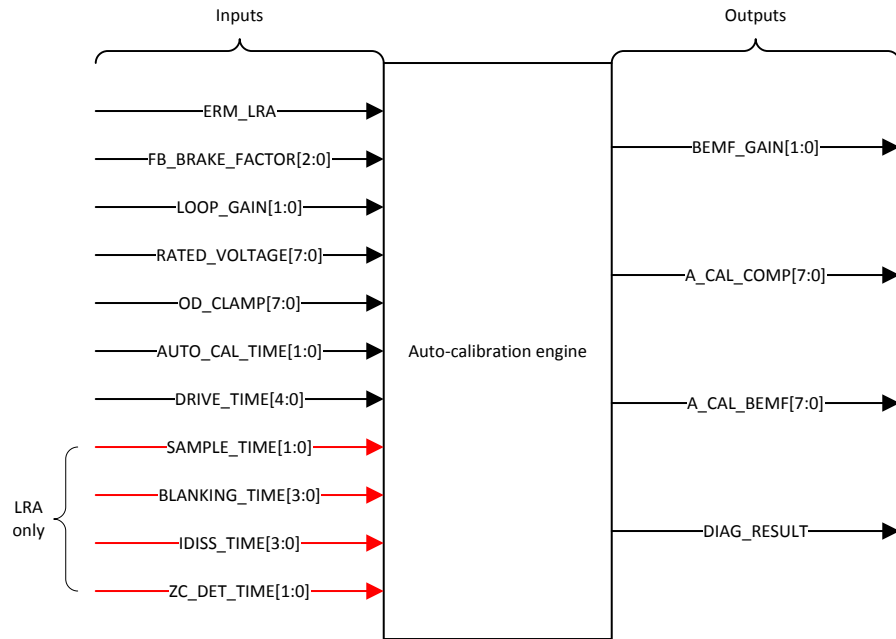 Inputs
Outputs
ERM_LRA
FB_BRAKE_FACTOR[2:0]
LOOP_GAIN[1:0]
RATED_VOLTAGE[7:0]
OD_CLAMP[7:0]
AUTO_CAL_TIME[1:0]
DRIVE_TIME[4:0]
SAMPLE_TIME[1:0]
BLANKING_TIME[3:0]
IDISS_TIME[3:0]
ZC_DET_TIME[1:0]
LRA
only
Auto-calibration engine
BEMF_GAIN[1:0]
A_CAL_COMP[7:0]
A_CAL_BEMF[7:0]
DIAG_RESULT